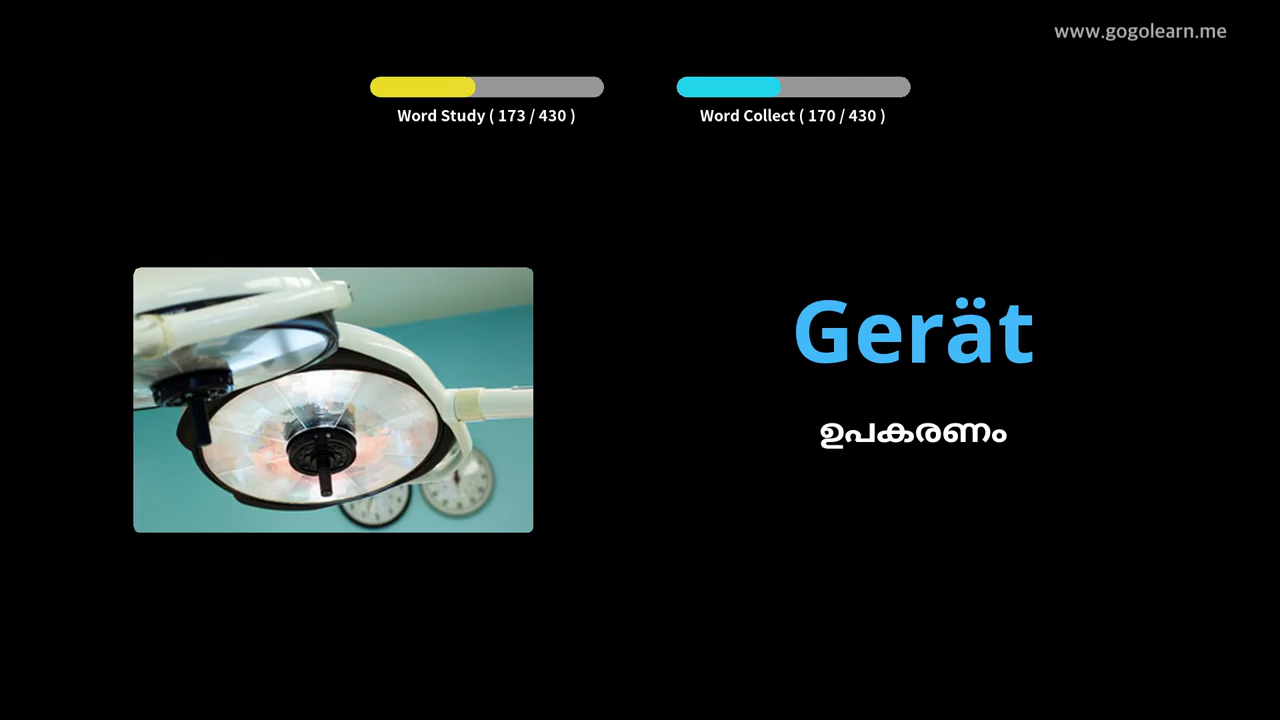 www.gogolearn.me
Word Study ( 173 / 430 )
Word Collect ( 170 / 430 )
Gerät
ഉപകരണം